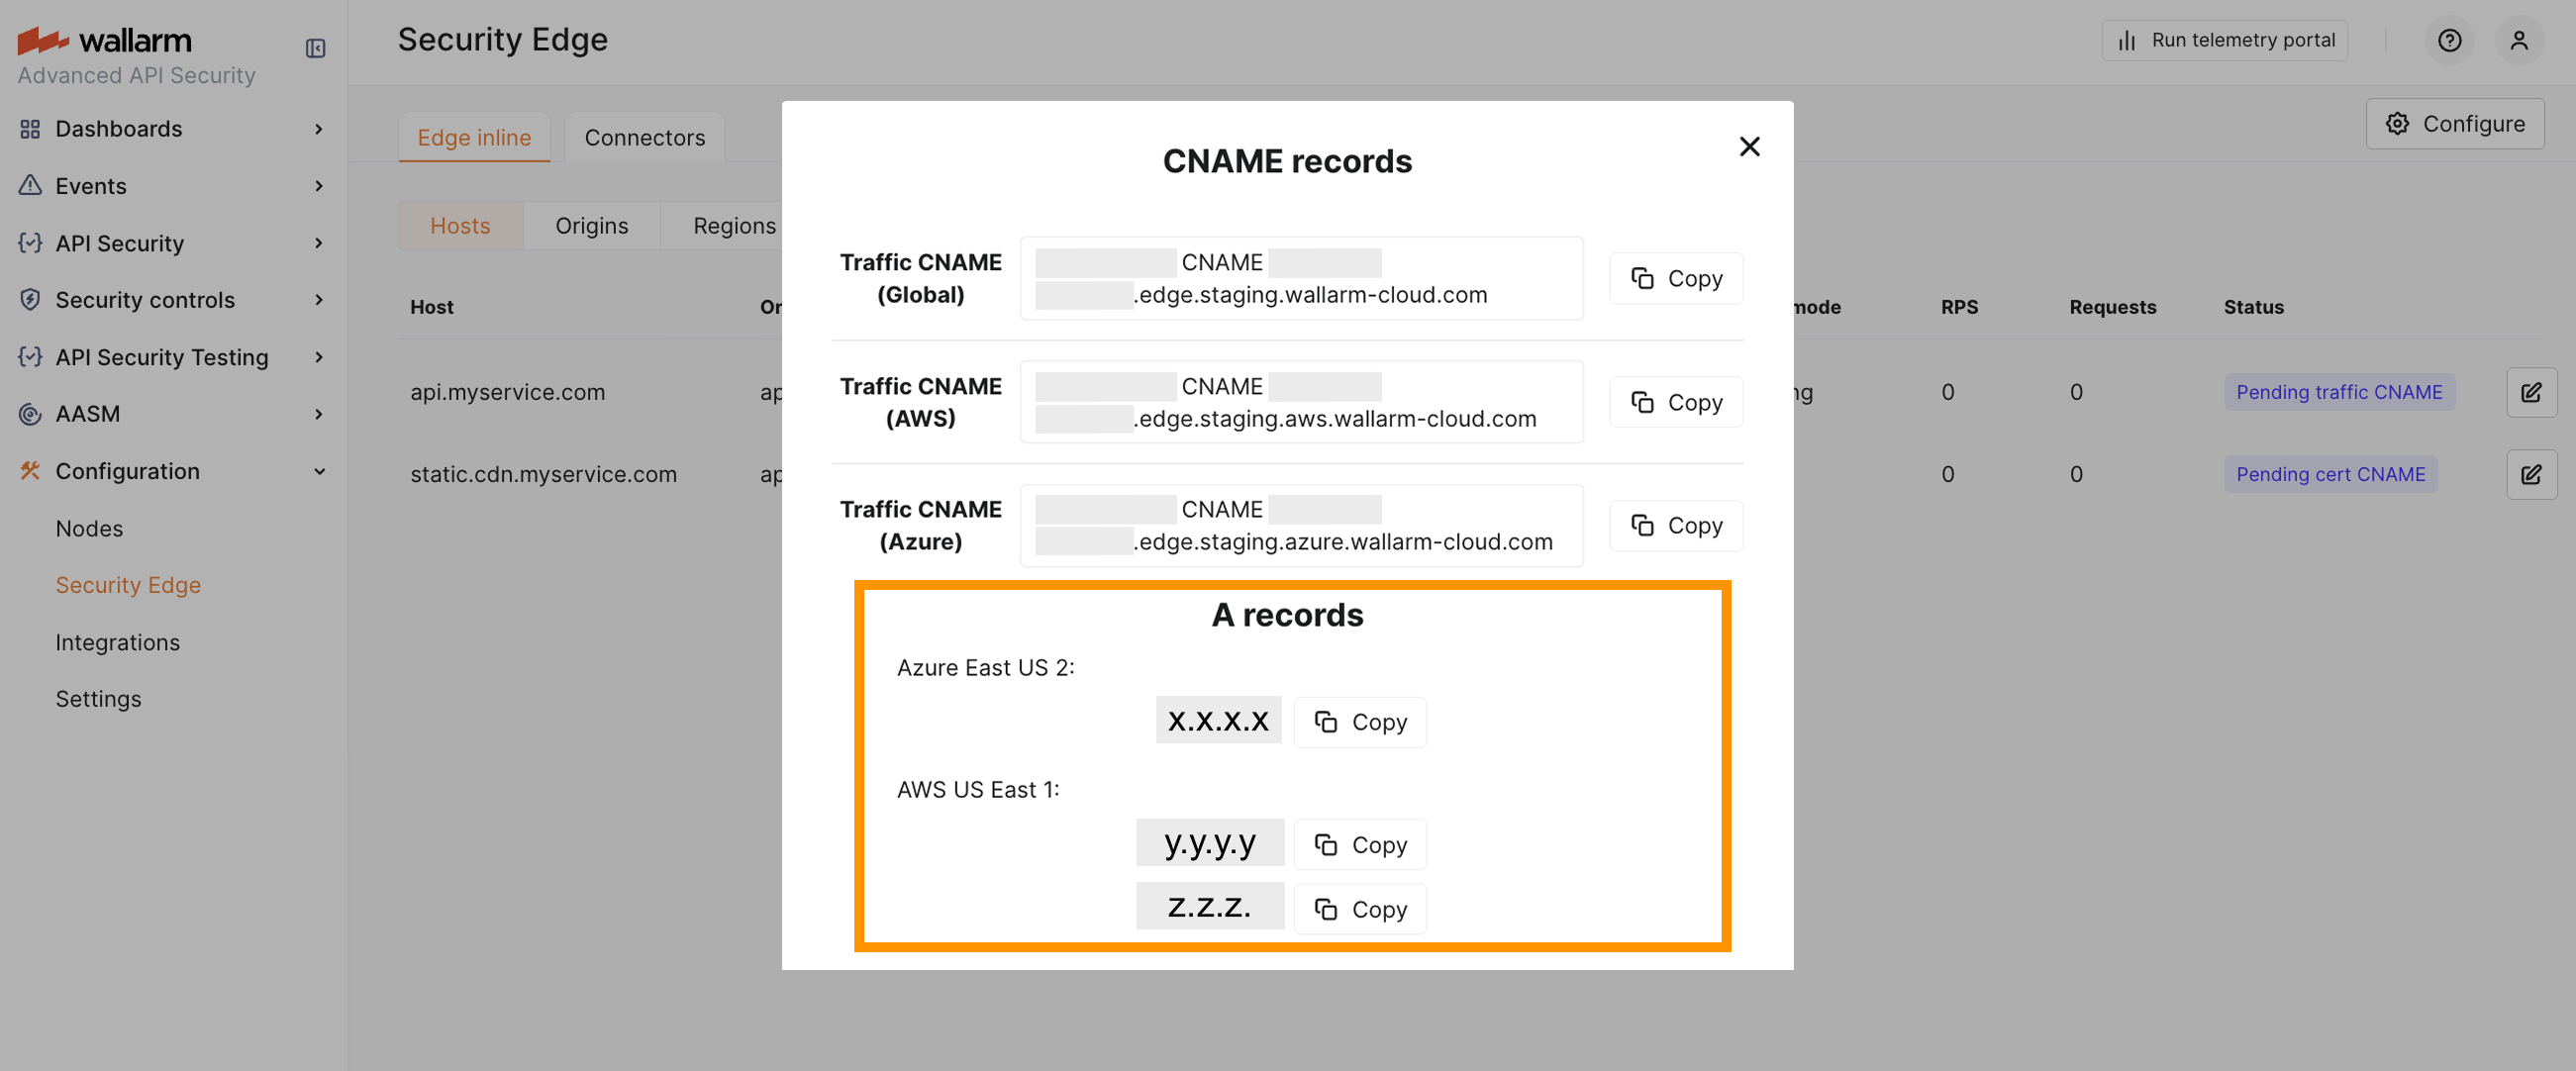 wallarm
Advanced API Security
Dashboards
Events
API Security
Security controls
API Security Testing
AASM
Configuration
Nodes
Security Edge
Integrations
Settings
Security Edge
Run telemetry portal
Edge inline
Connectors
Configure
Hosts
Origins
Regions
Host
Or
mode
RPS
Requests
Status
api.myservice.com
ap
ng
0
0
Pending traffic CNAME
static.cdn.myservice.com
ap
0
0
Pending cert CNAME
CNAME records
Traffic CNAME
(Global)
CNAME
.edge.staging.wallarm-cloud.com
Copy
Traffic CNAME
(AWS)
CNAME
.edge.staging.aws.wallarm-cloud.com
Copy
Traffic CNAME
(Azure)
CNAME
.edge.staging.azure.wallarm-cloud.com
Copy
A records
Azure East US 2:
x.x.x.x
Copy
AWS US East 1:
y.y.y.y
Copy
z.z.z.
Copy